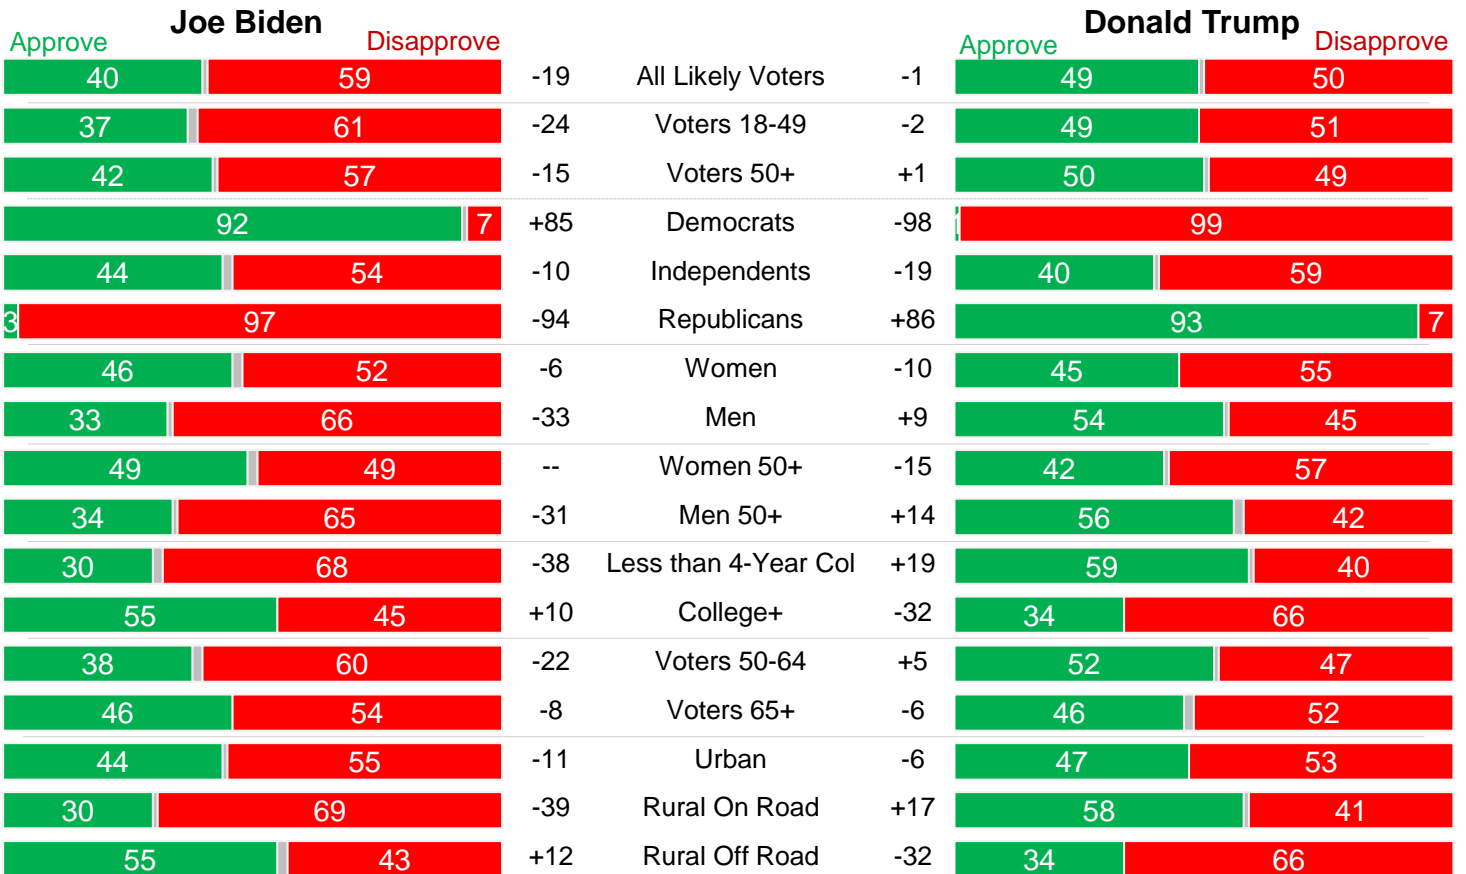 Joe Biden Donald Trump
Approve Disapprove Approve Disapprove
40 59 -19 All Likely Voters -1 49 50
37 61 -24 Voters 18-49 -2 49 51
42 57 -15 Voters 50+ +1 50 49
92 7 +85 Democrats -98 99
44 54 -10 Independents -19 40 59
3 97 -94 Republicans +86 93 7
46 52 -6 Women -10 45 55
33 66 -33 Men +9 54 45
49 49 -- Women 50+ -15 42 57
34 65 -31 Men 50+ +14 56 42
30 68 -38 Less than 4-Year Col +19 59 40
55 45 +10 College+ -32 34 66
38 60 -22 Voters 50-64 +5 52 47
46 54 -8 Voters 65+ -6 46 52
44 55 -11 Urban -6 47 53
30 69 -39 Rural On Road +17 58 41
55 43 +12 Rural Off Road -32 34 66